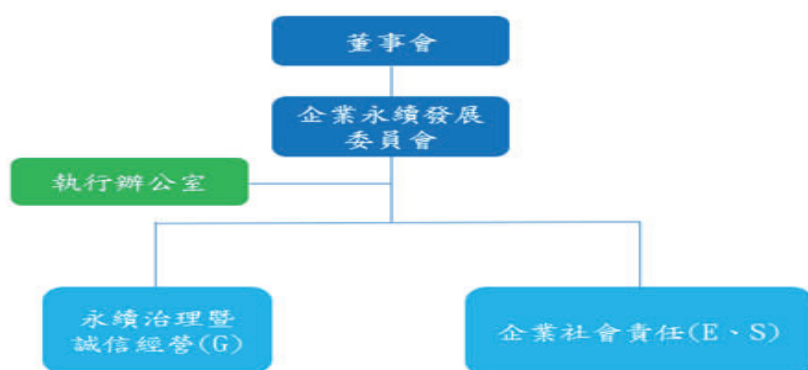 董事會
企業永續發展
委員會
執行辦公室
永續治理暨
誠信經營(G)
企業社會責任(E、S)